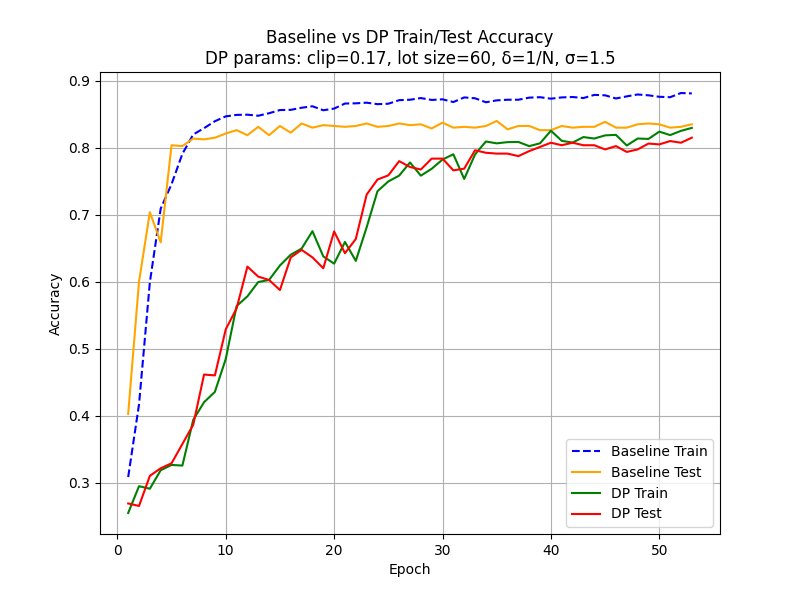 Baseline vs DP Train/Test Accuracy
DP params: clip=0.17, lot size=60, δ=1/N, σ=1.5
0.9
0.8
0.7
0.6
0.5
0.4
0.3
Accuracy
0
10
20
30
40
50
Epoch
Baseline Train
Baseline Test
DP Train
DP Test